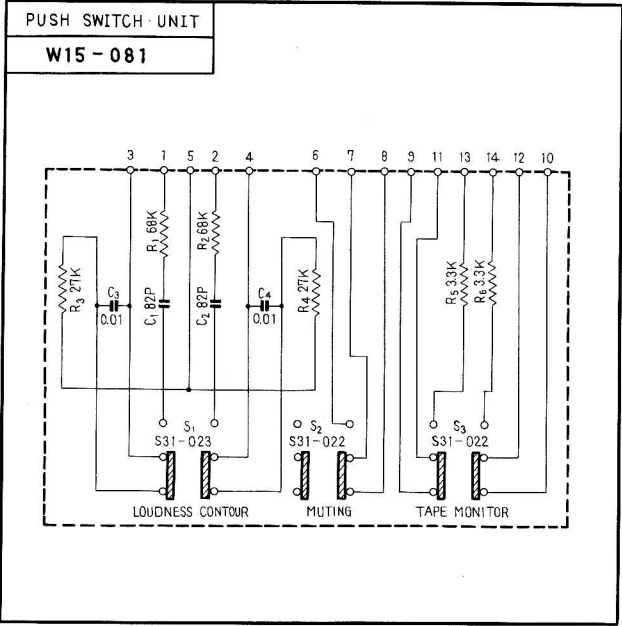 PUSH SWITCH UNIT
W15-081
3 1 5 2 4 6 7 8 9 11 13 14 12 10
R1 68K
R2 68K
R3 27K
C3
0.01
C1 82P
C2 82P
C4
0.01
R4 27K
R5 3.3K
R6 3.3K
S1
S31-023
S2
S31-022
S3
S31-022
LOUDNESS CONTOUR
MUTING
TAPE MONITOR